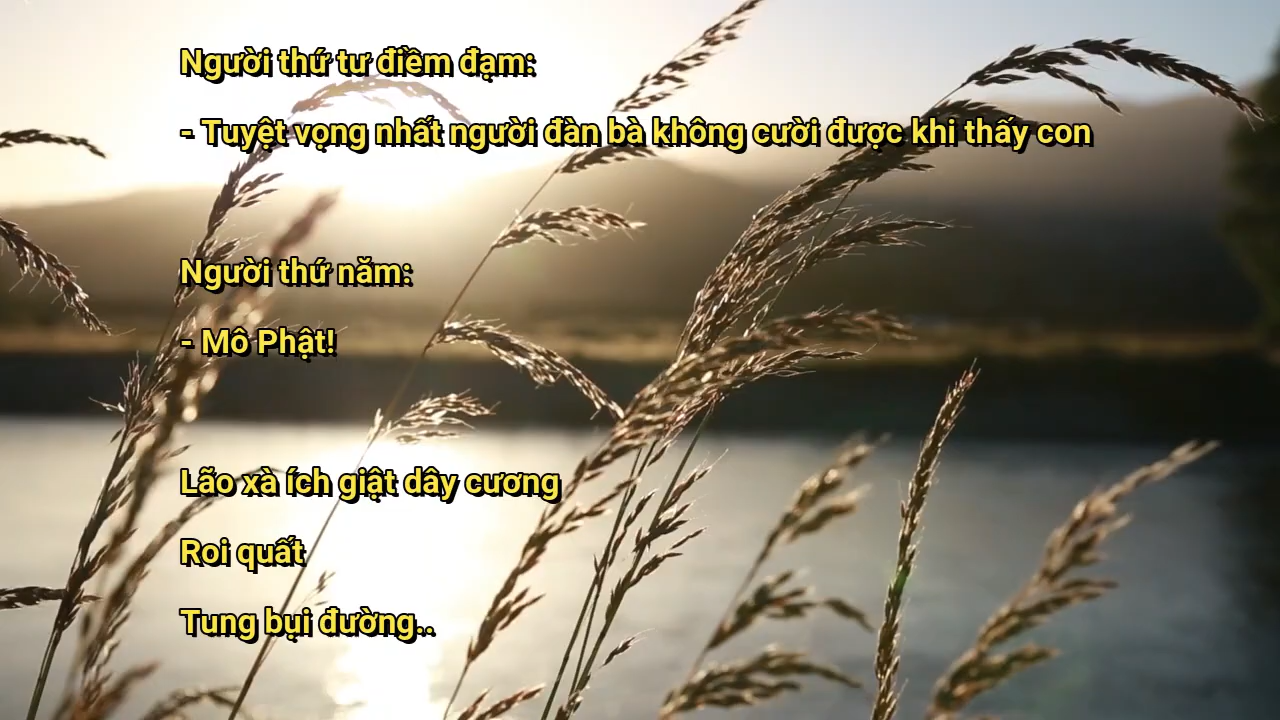 Người thứ tư điềm đạm:
- Tuyệt vọng nhất người đàn bà không cười được khi thấy con
Người thứ năm:
- Mô Phật!
Lão xà ích giật dây cương
Roi quất
Tung bụi đường..